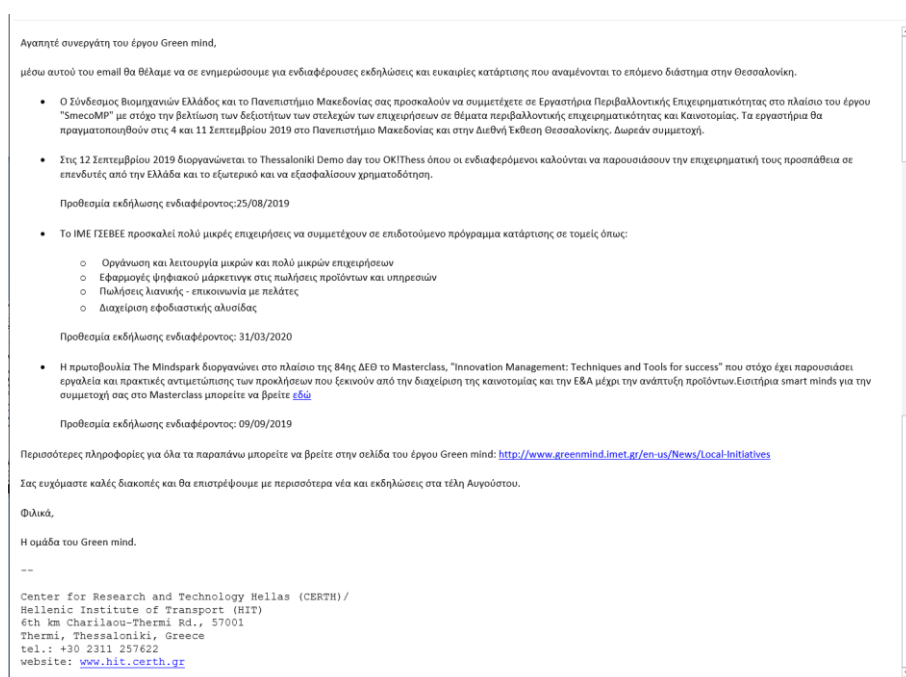 Αγαπητέ συνεργάτη του έργου Green mind,
μέσω αυτού του email θα θέλαμε να σε ενημερώσουμε για ενδιαφέρουσες εκδηλώσεις και ευκαιρίες κατάρτισης που αναμένονται το επόμενο διάστημα στην Θεσσαλονίκη.
• Ο Σύνδεσμος Βιομηχανιών Ελλάδος και το Πανεπιστήμιο Μακεδονίας σας προσκαλούν να συμμετέχετε σε Εργαστήρια Περιβαλλοντικής Επιχειρηματικότητας στο πλαίσιο του έργου
"SmecoMP" με στόχο την βελτίωση των δεξιοτήτων των στελεχών των επιχειρήσεων σε θέματα περιβαλλοντικής επιχειρηματικότητας και Καινοτομίας. Τα εργαστήρια θα
πραγματοποιηθούν στις 4 και 11 Σεπτεμβρίου 2019 στο Πανεπιστήμιο Μακεδονίας και στην Διεθνή Έκθεση Θεσσαλονίκης. Δωρεάν συμμετοχή.
• Στις 12 Σεπτεμβρίου 2019 διοργανώνεται το Thessaloniki Demo day του OK!Thess όπου οι ενδιαφερόμενοι καλούνται να παρουσιάσουν την επιχειρηματική τους προσπάθεια σε
επενδυτές από την Ελλάδα και το εξωτερικό και να εξασφαλίσουν χρηματοδότηση.
Προθεσμία εκδήλωσης ενδιαφέροντος:25/08/2019
• Το ΙΜΕ ΓΣΕΒΕΕ προσκαλεί πολύ μικρές επιχειρήσεις να συμμετέχουν σε επιδοτούμενο πρόγραμμα κατάρτισης σε τομείς όπως:
○ Οργάνωση και λειτουργία μικρών και πολύ μικρών επιχειρήσεων
○ Εφαρμογές ψηφιακού μάρκετινγκ στις πωλήσεις προϊόντων και υπηρεσιών
○ Πωλήσεις λιανικής - επικοινωνία με πελάτες
○ Διαχείριση εφοδιαστικής αλυσίδας
Προθεσμία εκδήλωσης ενδιαφέροντος: 31/03/2020
• Η πρωτοβουλία The Mindspark διοργανώνει στο πλαίσιο της 84ης ΔΕΘ το Masterclass, "Innovation Management: Techniques and Tools for success" που στόχο έχει παρουσιάσει
εργαλεία και πρακτικές αντιμετώπισης των προκλήσεων που ξεκινούν από την διαχείριση της καινοτομίας και την Ε&Α μέχρι την ανάπτυξη προϊόντων.Εισιτήρια smart minds για την
συμμετοχή σας στο Masterclass μπορείτε να βρείτε εδώ
Προθεσμία εκδήλωσης ενδιαφέροντος: 09/09/2019
Περισσότερες πληροφορίες για όλα τα παραπάνω μπορείτε να βρείτε στην σελίδα του έργου Green mind: http://www.greenmind.imet.gr/en-us/News/Local-Initiatives
Σας ευχόμαστε καλές διακοπές και θα επιστρέψουμε με περισσότερα νέα και εκδηλώσεις στα τέλη Αυγούστου.
Φιλικά,
Η ομάδα του Green mind.
--
Center for Research and Technology Hellas (CERTH)/
Hellenic Institute of Transport (HIT)
6th km Charilaou-Thermi Rd., 57001
Thermi, Thessaloniki, Greece
tel.: +30 2311 257622
website: www.hit.certh.gr